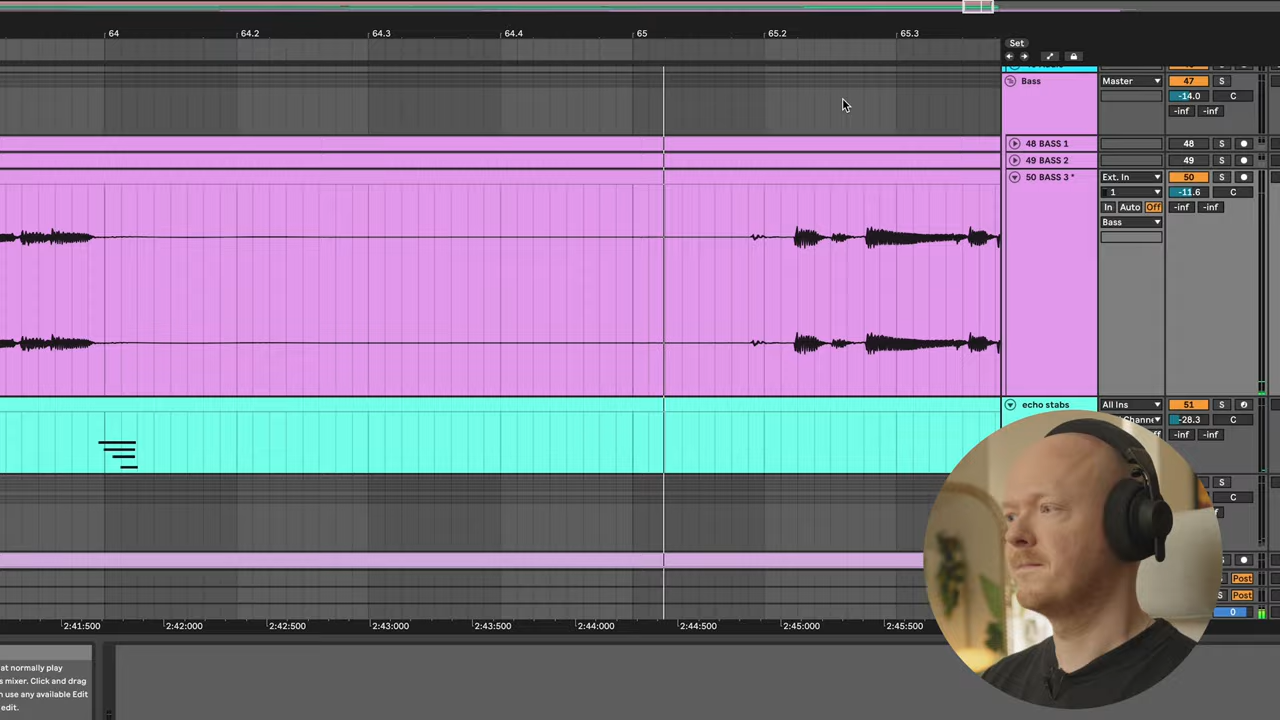 64
64.2
64.3
64.4
65
65.2
65.3
Set
Bass
Master
47
S
-14.0
C
-inf
-inf
48 BASS 1
48
S
49 BASS 2
49
S
50 BASS 3 *
Ext. In
50
S
1
-11.6
C
In
Auto
Off
-inf
-inf
Bass
echo stabs
All Ins
51
S
-28.3
C
-inf
-inf
S
C
Post
S
Post
0
2:41:500
2:42:000
2:42:500
2:43:000
2:43:500
2:44:000
2:44:500
2:45:000
2:45:500
at normally play
s mixer. Click and drag
n use any available Edit
edit.